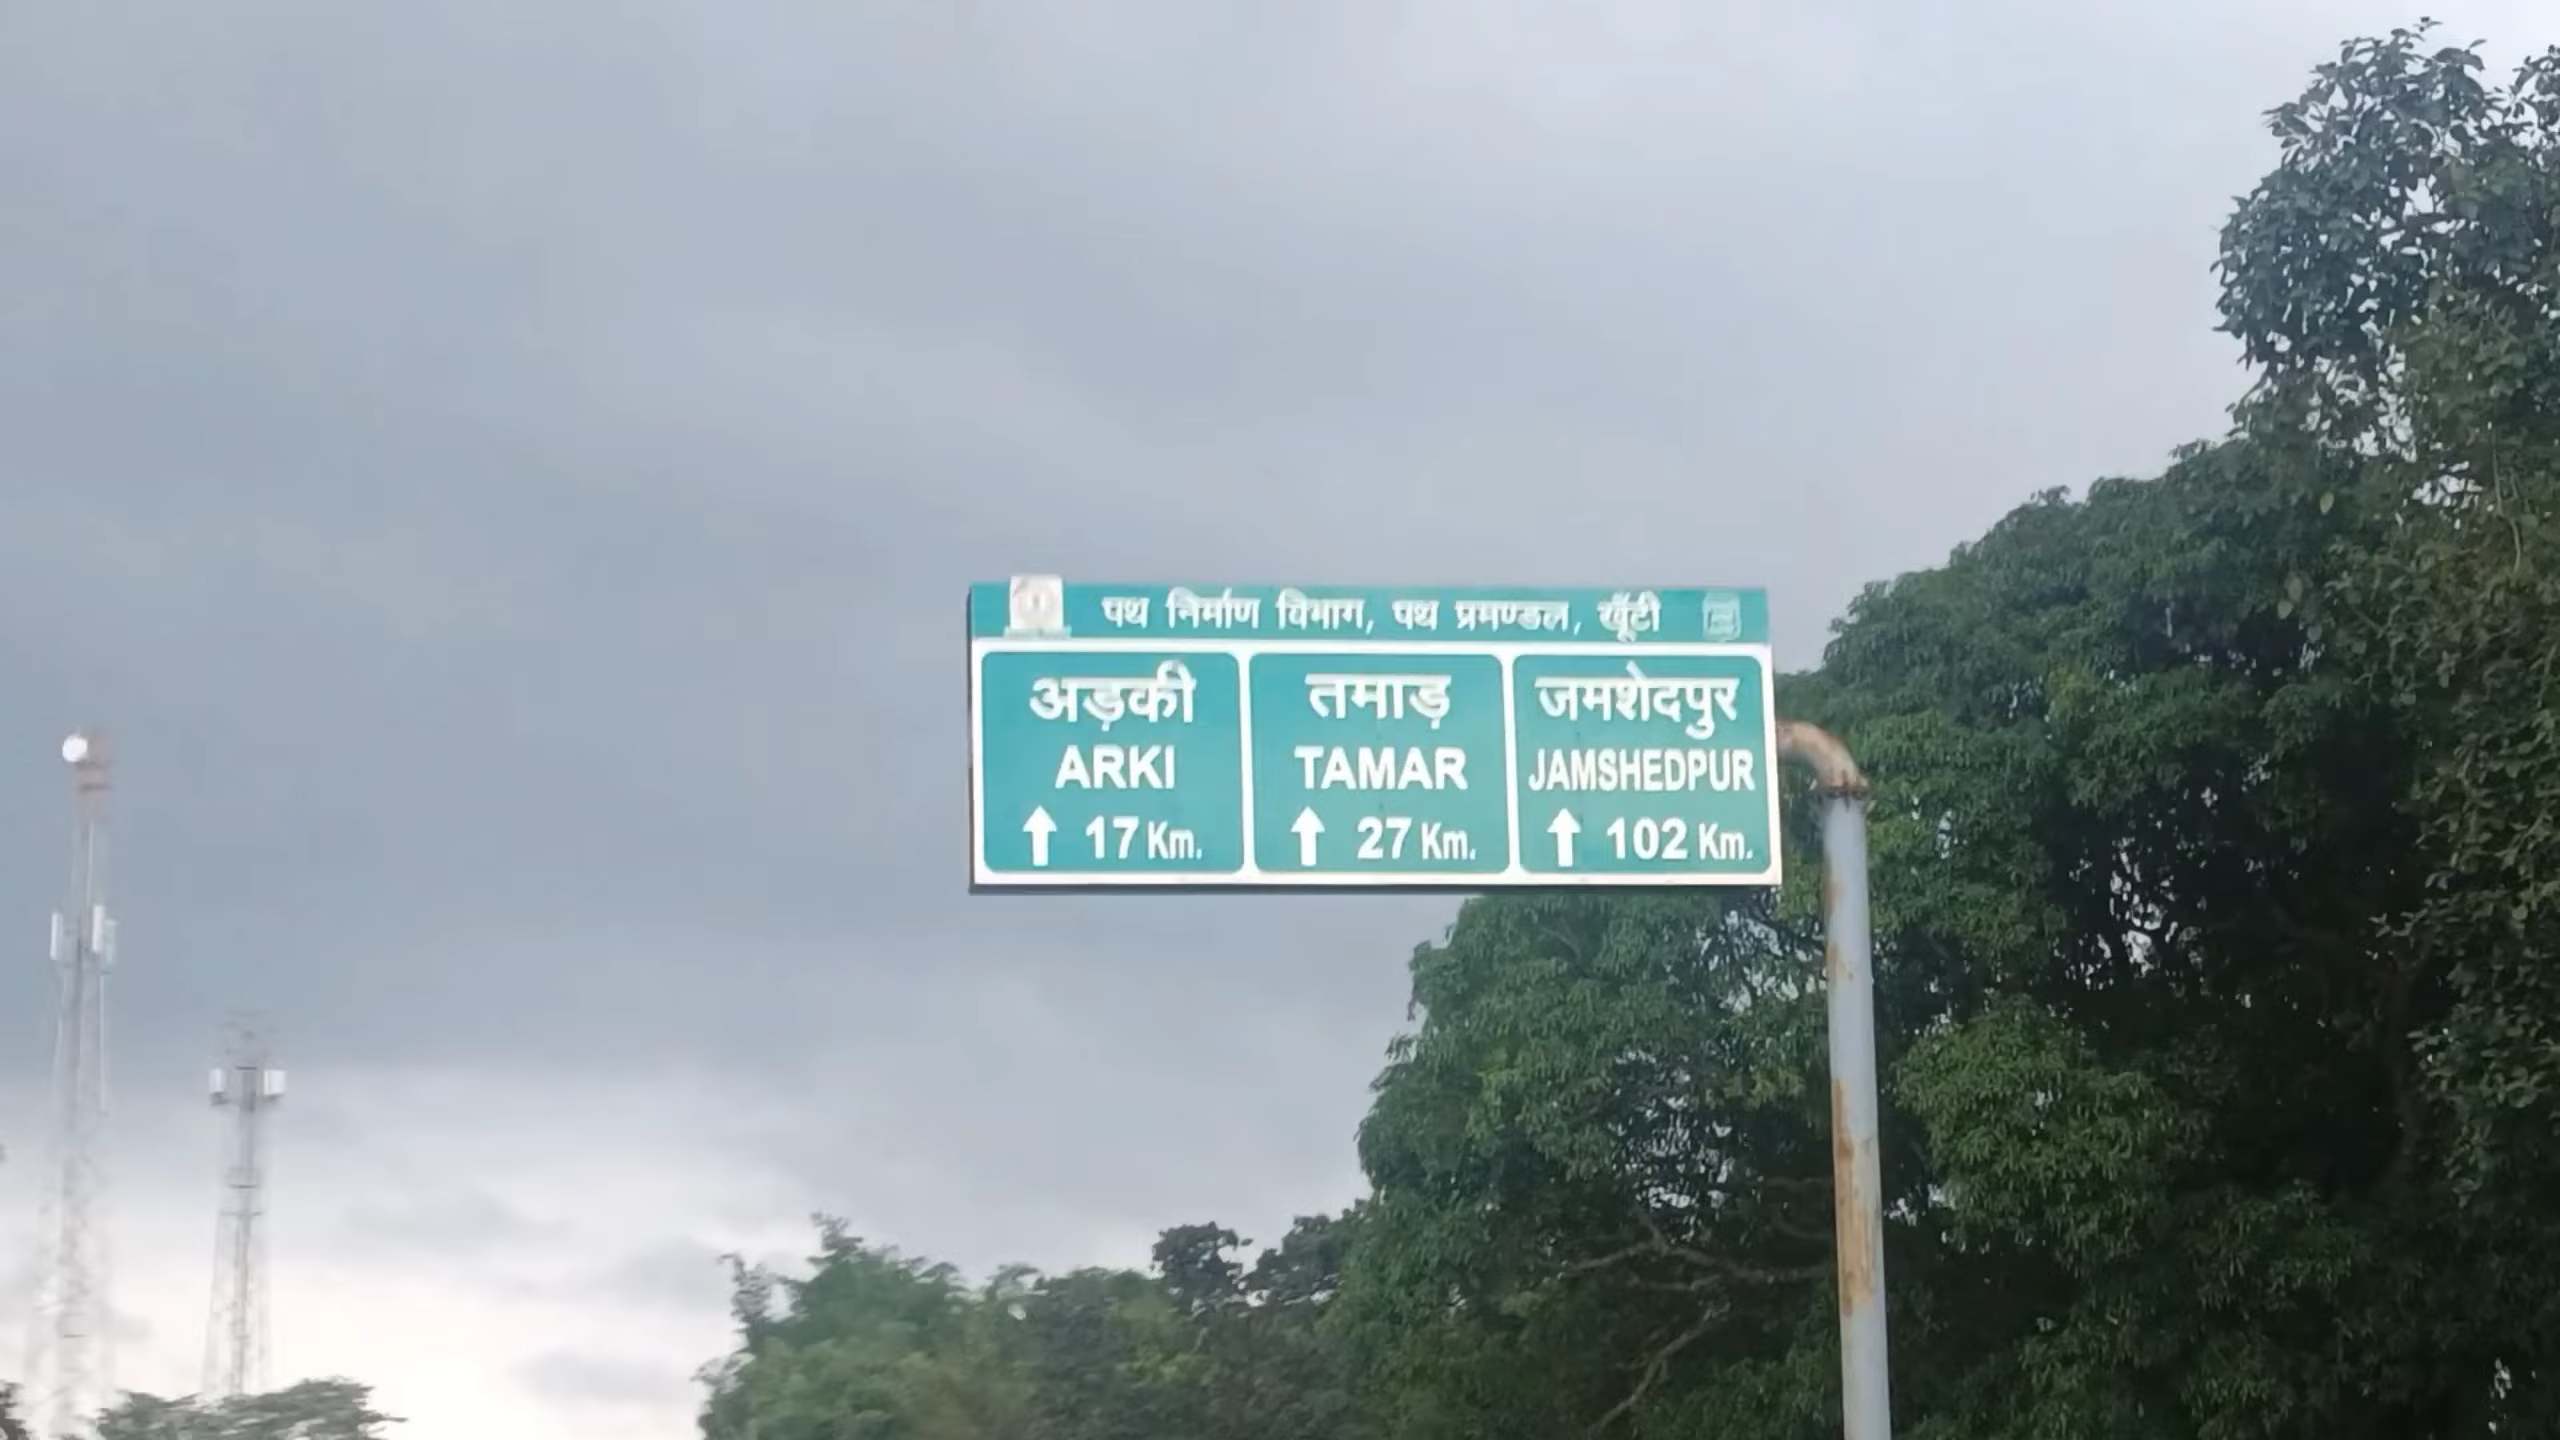 पथ निर्माण विभाग, पथ प्रमण्डल, खूँटी
अड़की
ARKI
↑ 17 Km.
तमाड़
TAMAR
↑ 27 Km.
जमशेदपुर
JAMSHEDPUR
↑ 102 Km.